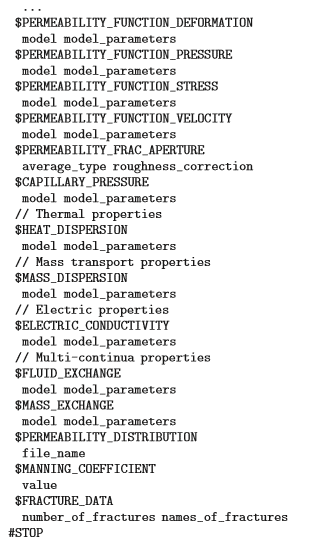 ...
$PERMEABILITY_FUNCTION_DEFORMATION
model model_parameters
$PERMEABILITY_FUNCTION_PRESSURE
model model_parameters
$PERMEABILITY_FUNCTION_STRESS
model model_parameters
$PERMEABILITY_FUNCTION_VELOCITY
model model_parameters
$PERMEABILITY_FRAC_APERTURE
average_type roughness_correction
$CAPILLARY_PRESSURE
model model_parameters
// Thermal properties
$HEAT_DISPERSION
model model_parameters
// Mass transport properties
$MASS_DISPERSION
model model_parameters
// Electric properties
$ELECTRIC_CONDUCTIVITY
model model_parameters
// Multi-continua properties
$FLUID_EXCHANGE
model model_parameters
$MASS_EXCHANGE
model model_parameters
$PERMEABILITY_DISTRIBUTION
file_name
$MANNING_COEFFICIENT
value
$FRACTURE_DATA
number_of_fractures names_of_fractures
#STOP